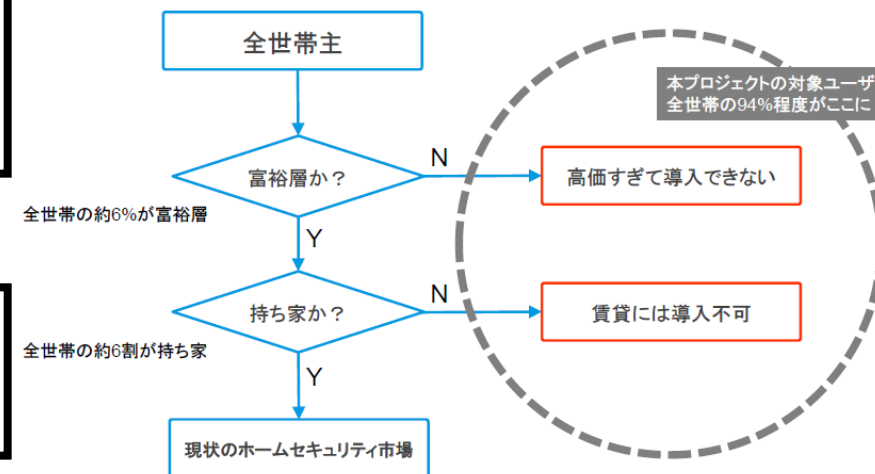 全世帯主
本プロジェクトの対象ユーザ
全世帯の94%程度がここに
富裕層か？
N
高価すぎて導入できない
全世帯の約6%が富裕層
Y
持ち家か？
N
賃貸には導入不可
全世帯の約6割が持ち家
Y
現状のホームセキュリティ市場